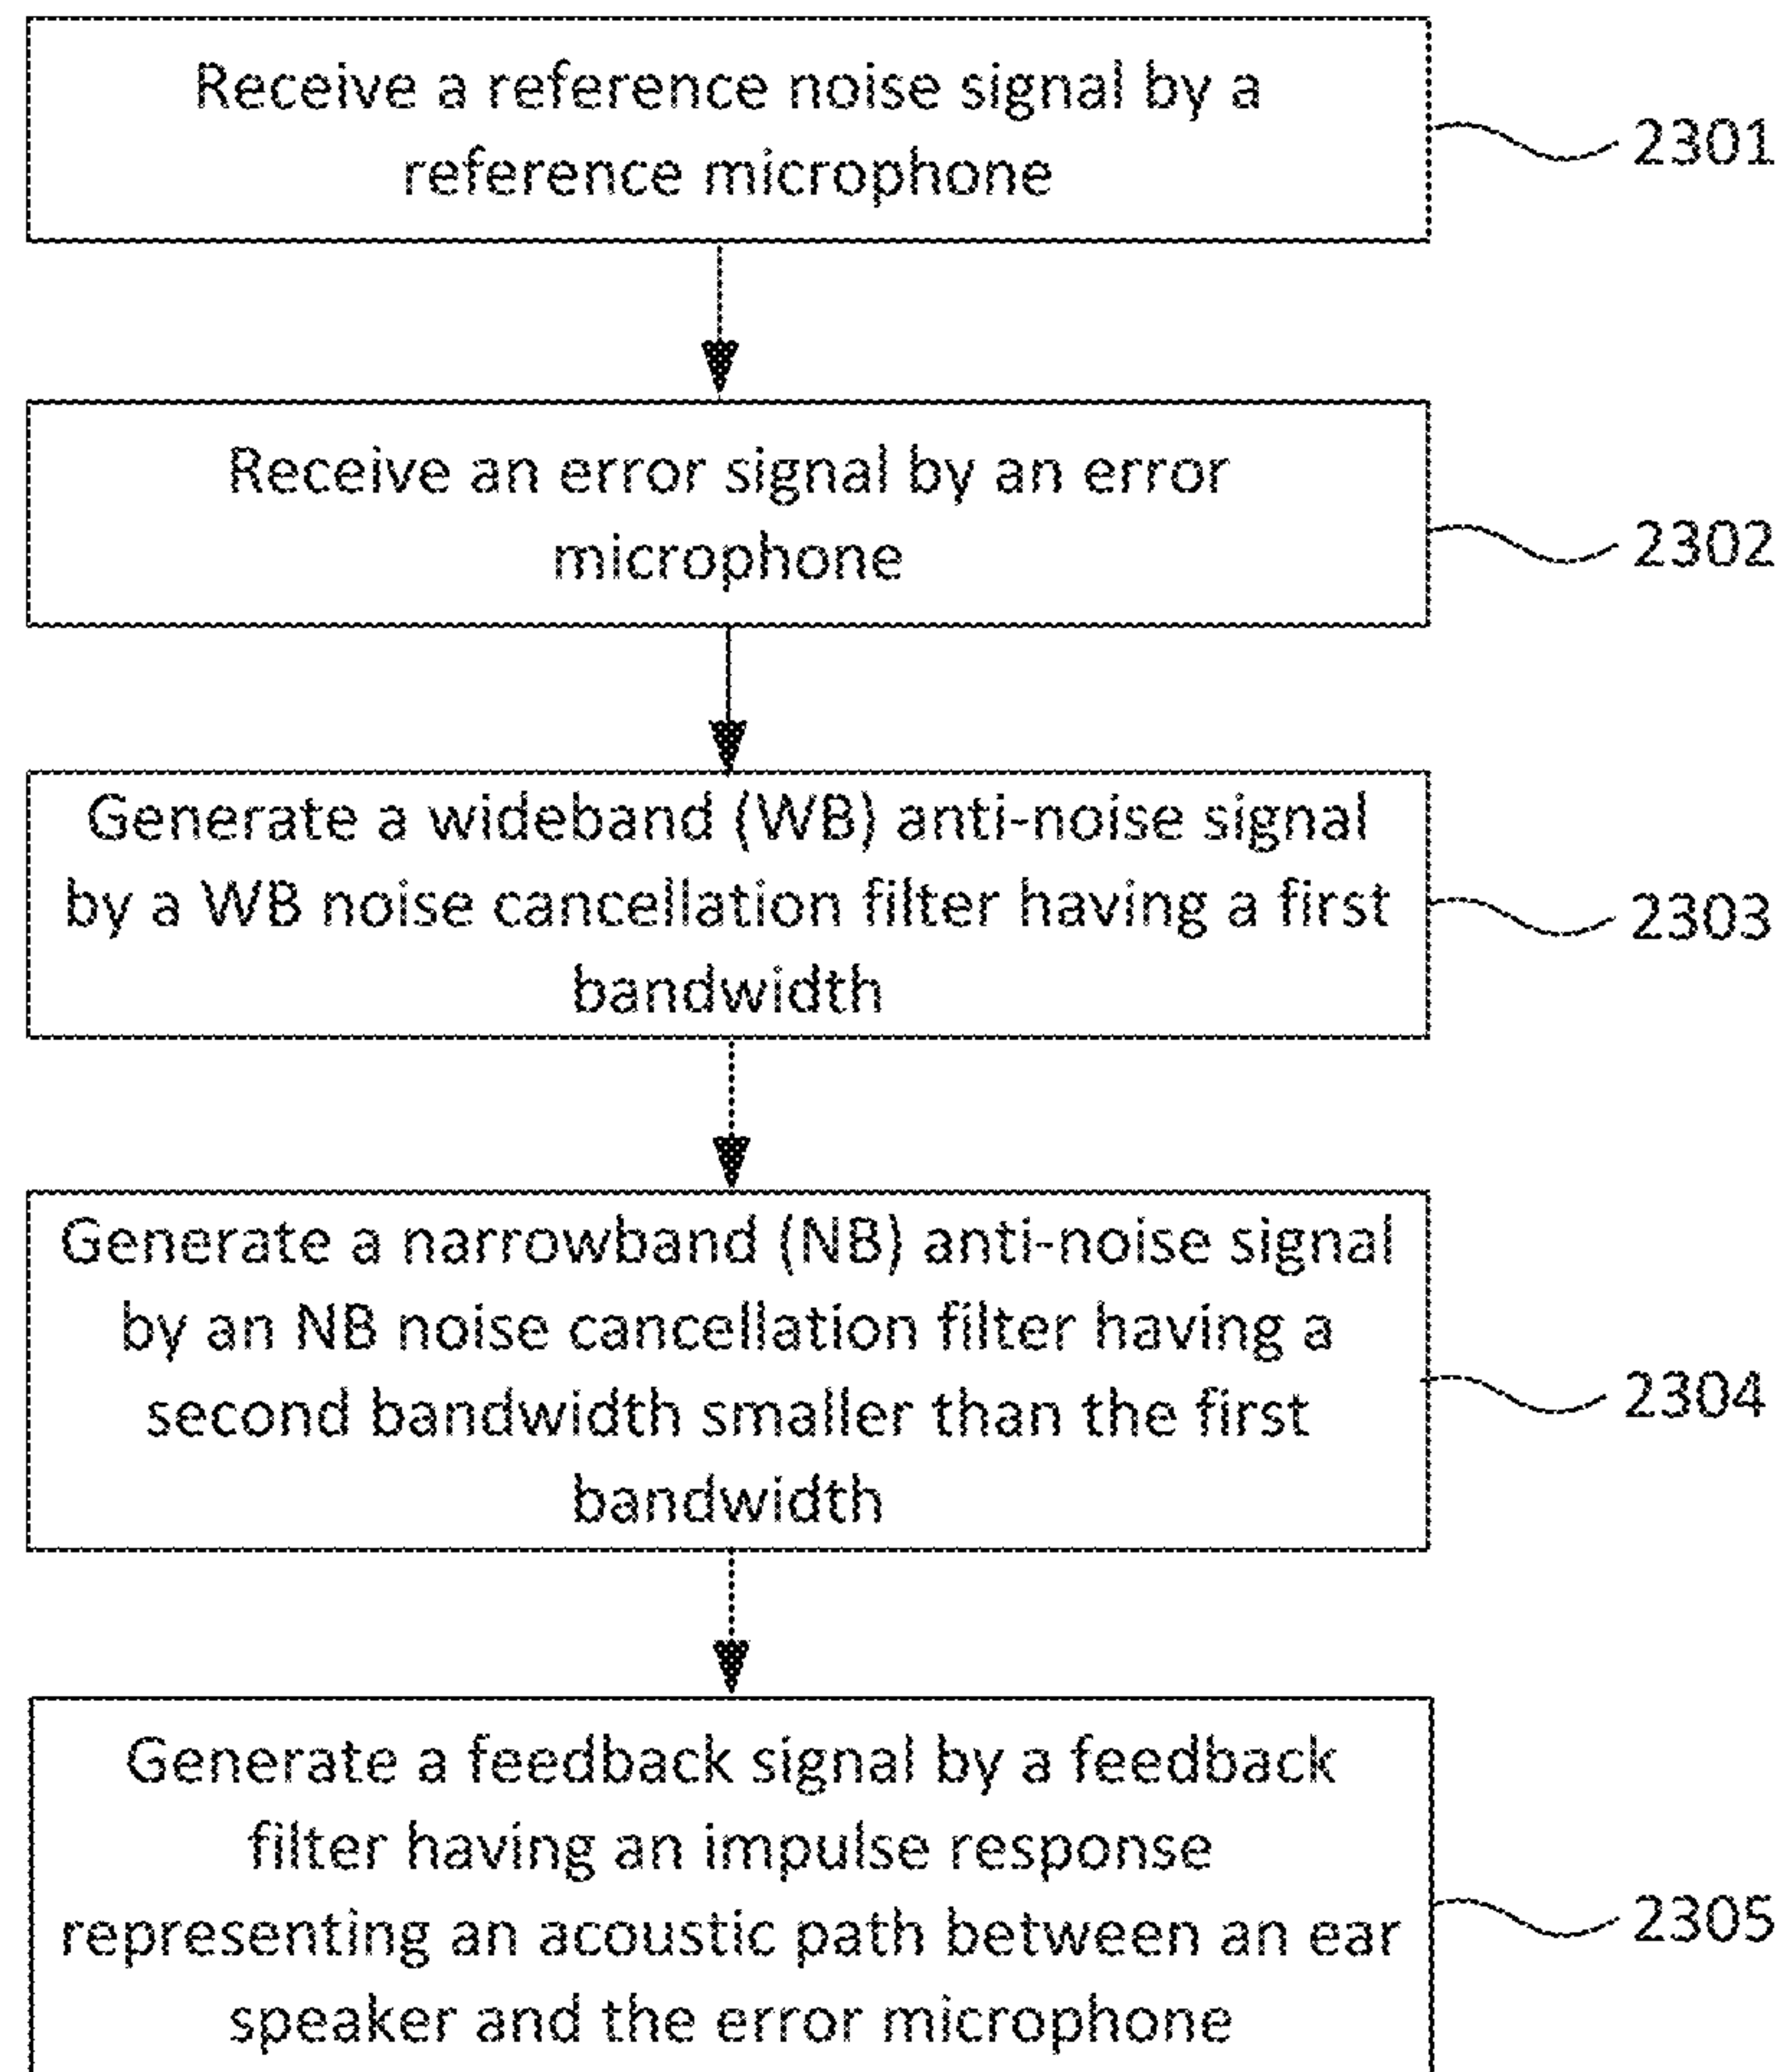 Receive a reference noise signal by a
reference microphone
2301
Receive an error signal by an error
microphone
2302
Generate a wideband (WB) anti-noise signal
by a WB noise cancellation filter having a first
bandwidth
2303
Generate a narrowband (NB) anti-noise signal
by an NB noise cancellation filter having a
second bandwidth smaller than the first
bandwidth
2304
Generate a feedback signal by a feedback
filter having an impulse response
representing an acoustic path between an ear
speaker and the error microphone
2305